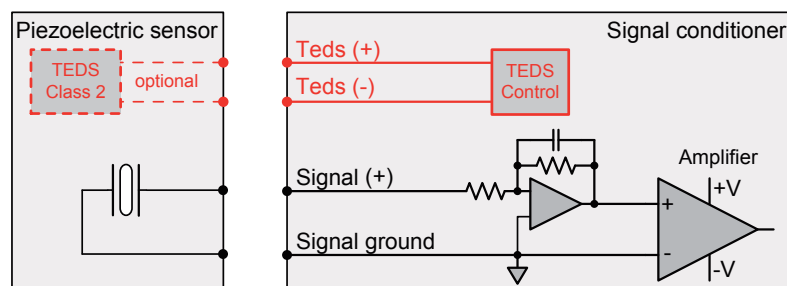 Piezoelectric sensor
Signal conditioner
TEDS
Class 2
optional
Teds (+)
Teds (-)
TEDS
Control
Signal (+)
Signal ground
Amplifier
+V
+
-
-V